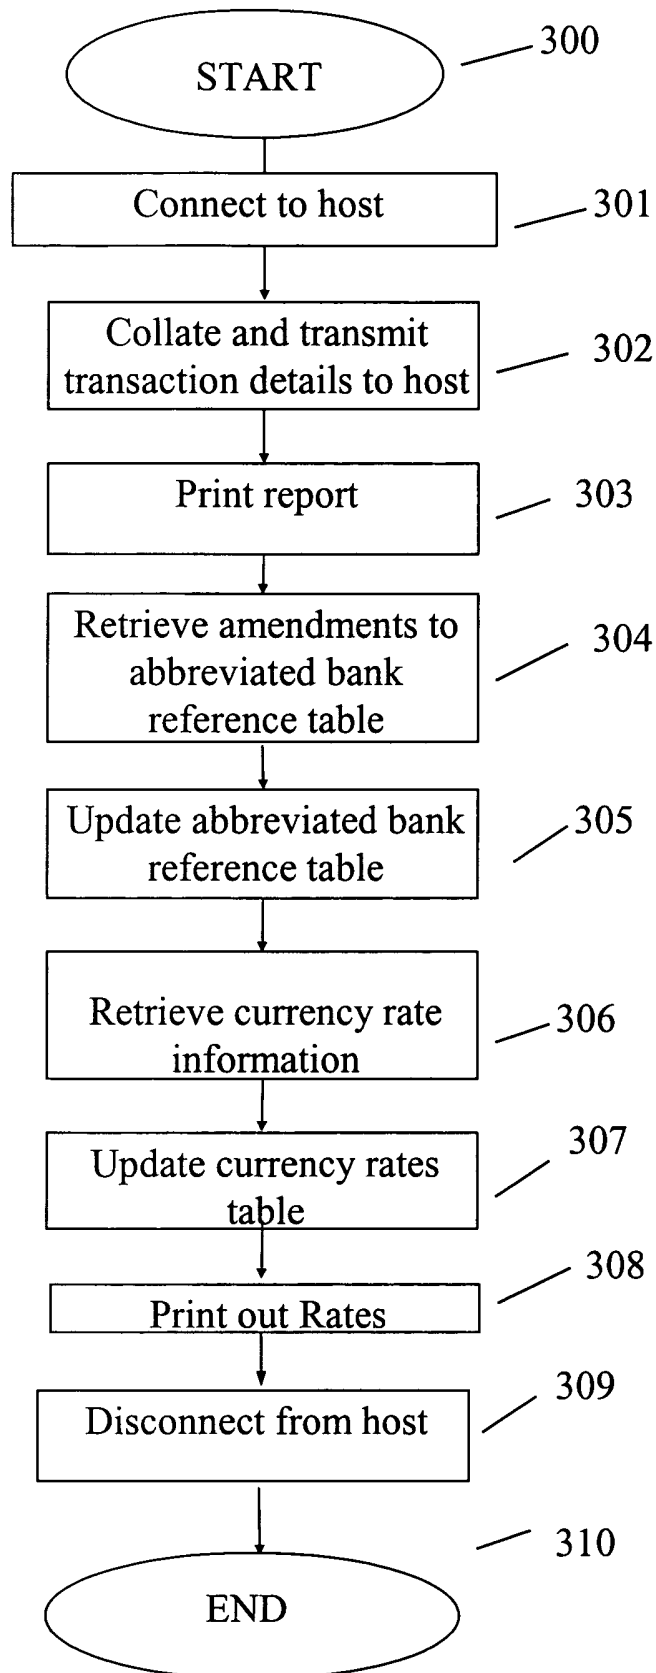 START
300
Connect to host
301
Collate and transmit
transaction details to host
302
Print report
303
Retrieve amendments to
abbreviated bank
reference table
304
Update abbreviated bank
reference table
305
Retrieve currency rate
information
306
Update currency rates
table
307
Print out Rates
308
Disconnect from host
309
END
310